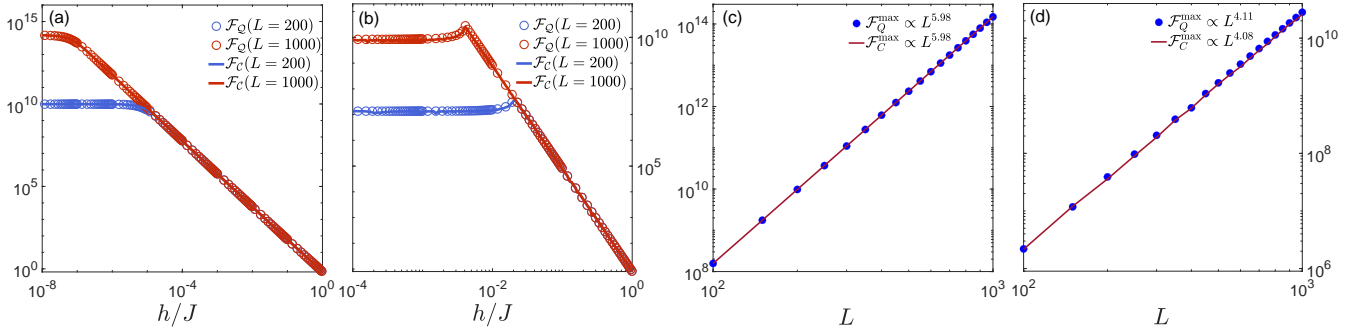 (a)
F_Q(L = 200)
F_Q(L = 1000)
F_C(L = 200)
F_C(L = 1000)
10^15
10^10
10^5
10^0
10^-8
10^-4
10^0
h/J
(b)
F_Q(L = 200)
F_Q(L = 1000)
F_C(L = 200)
F_C(L = 1000)
10^10
10^5
10^-4
10^-2
10^0
h/J
(c)
F_Q^max ∝ L^5.98
F_C^max ∝ L^5.98
10^14
10^12
10^10
10^8
10^2
10^3
L
(d)
F_Q^max ∝ L^4.11
F_C^max ∝ L^4.08
10^10
10^8
10^6
10^2
10^3
L